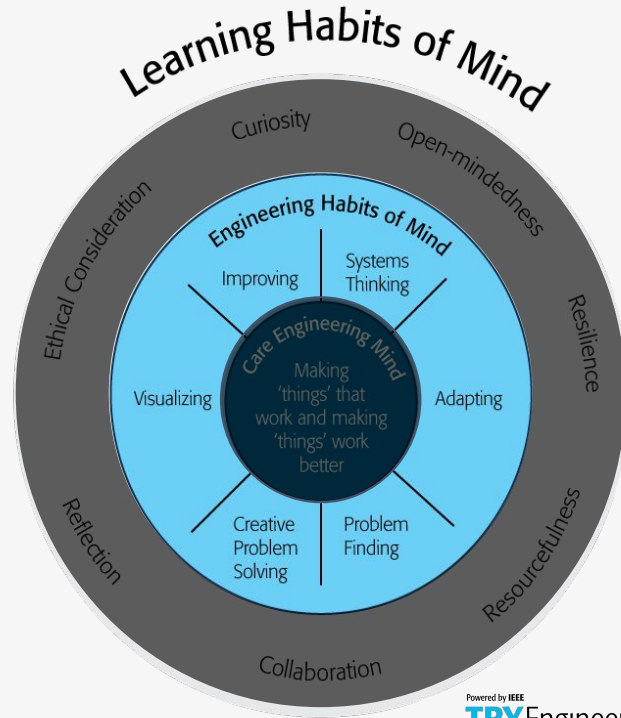 Learning Habits of Mind
Curiosity
Open-mindedness
Resilience
Resourcefulness
Collaboration
Reflection
Ethical Consideration
Engineering Habits of Mind
Improving
Systems
Thinking
Adapting
Problem
Finding
Creative
Problem
Solving
Visualizing
Care Engineering Mind
Making
'things' that
work and making
'things' work
better
Powered by IEEE
TRYEngineer